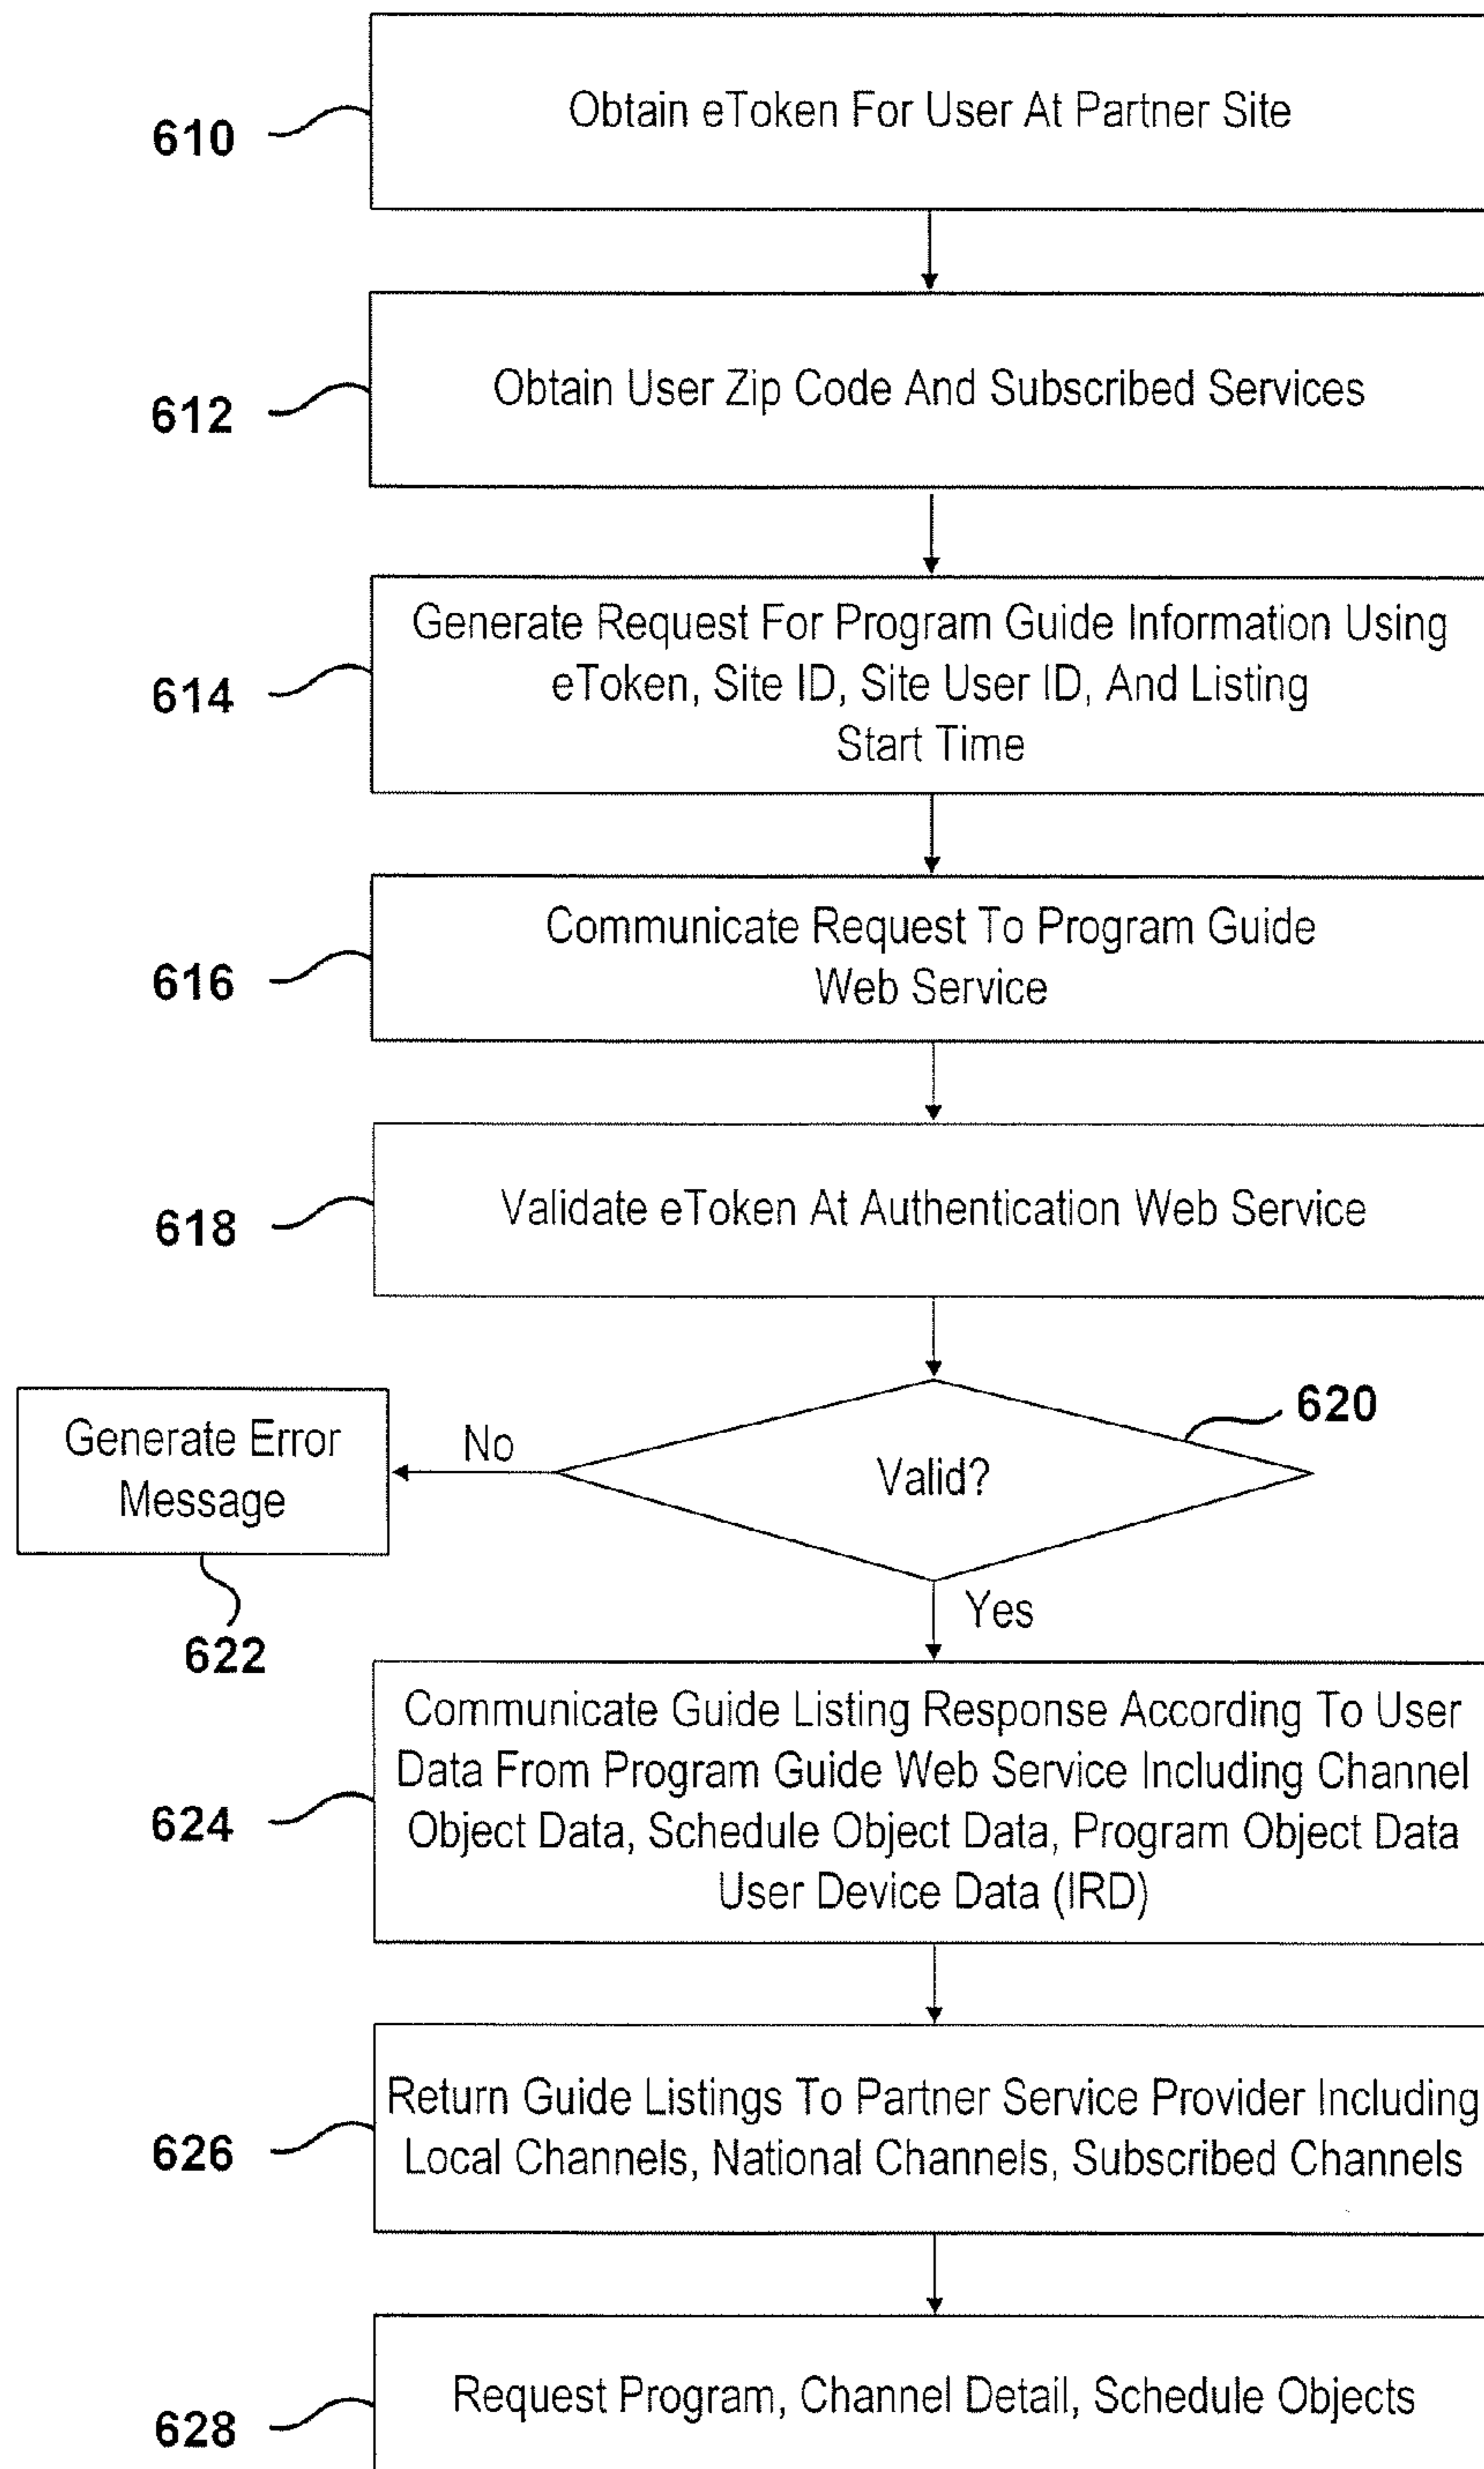 610
Obtain eToken For User At Partner Site
612
Obtain User Zip Code And Subscribed Services
614
Generate Request For Program Guide Information Using
eToken, Site ID, Site User ID, And Listing
Start Time
616
Communicate Request To Program Guide
Web Service
618
Validate eToken At Authentication Web Service
620
Valid?
No
Generate Error
Message
622
Yes
624
Communicate Guide Listing Response According To User
Data From Program Guide Web Service Including Channel
Object Data, Schedule Object Data, Program Object Data
User Device Data (IRD)
626
Return Guide Listings To Partner Service Provider Including
Local Channels, National Channels, Subscribed Channels
628
Request Program, Channel Detail, Schedule Objects